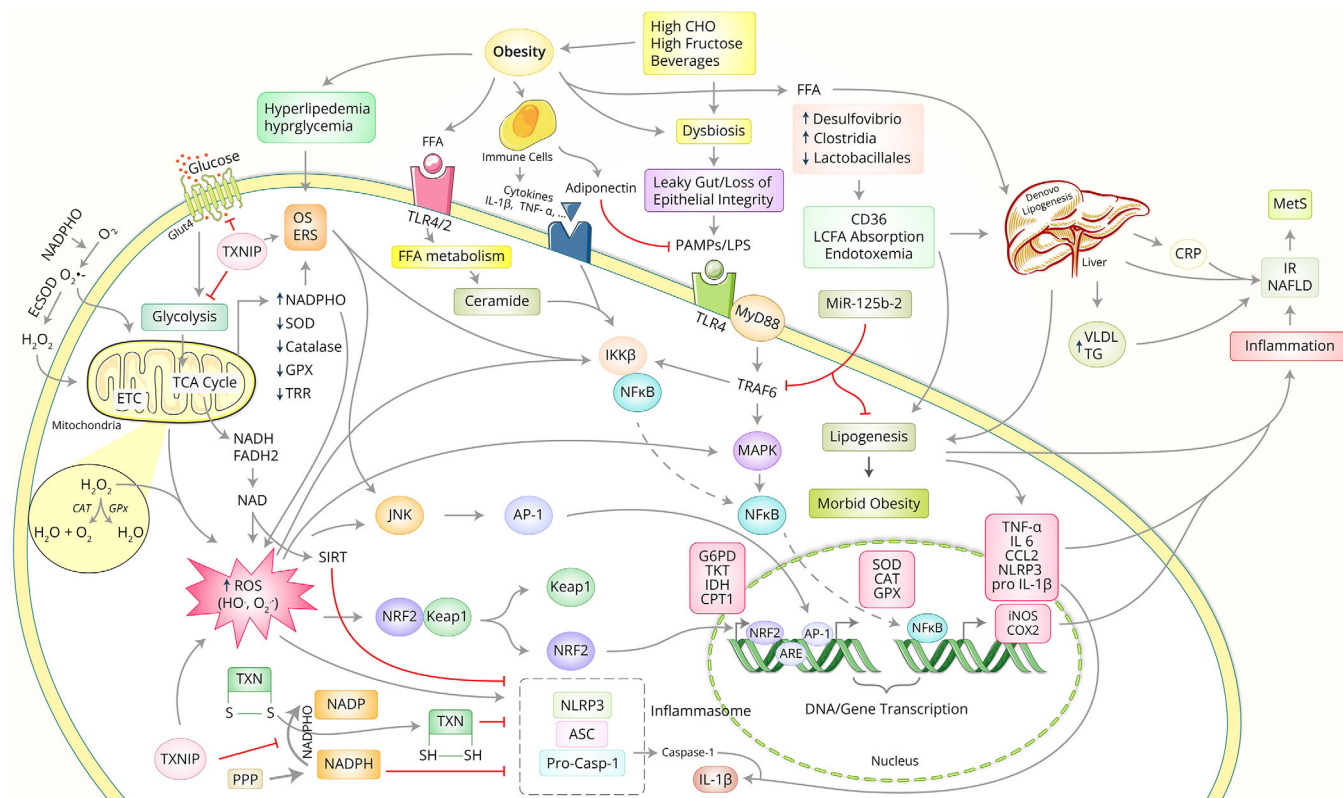 High CHO
High Fructose
Beverages
Obesity
FFA
Hyperlipedemia
hyprglycemia
Desulfovibrio
Clostridia
Lactobacillales
Dysbiosis
FFA
Immune Cells
Glucose
Glut4
TLR4/2
Cytokines
IL-1β, TNF- α, ...
Adiponectin
Leaky Gut/Loss of
Epithelial Integrity
PAMPs/LPS
CD36
LCFA Absorption
Endotoxemia
Denovo
Lipogenesis
Liver
MetS
CRP
IR
NAFLD
NADPHO
O₂
EcSOD
O₂•-
H₂O₂
TXNIP
OS
ERS
FFA metabolism
Ceramide
TLR4
MyD88
MiR-125b-2
↑ VLDL
TG
Inflammation
Glycolysis
↑NADPHO
↓SOD
↓Catalase
↓GPX
↓TRR
TCA Cycle
ETC
Mitochondria
IKKβ
NFκB
TRAF6
Lipogenesis
MAPK
Morbid Obesity
NADH
FADH2
NAD
H₂O₂
CAT
GPx
H₂O + O₂
H₂O
JNK
AP-1
NFκB
SIRT
↑ ROS
(HO·, O₂·-)
NRF2
Keap1
Keap1
NRF2
G6PD
TKT
IDH
CPT1
SOD
CAT
GPX
TNF-α
IL 6
CCL2
NLRP3
pro IL-1β
iNOS
COX2
NRF2
ARE
AP-1
NFκB
DNA/Gene Transcription
Nucleus
TXN
S S
NADP
NADPHO
TXN
SH SH
TXNIP
PPP
NADPH
NLRP3
ASC
Pro-Casp-1
Inflammasome
Caspase-1
IL-1β